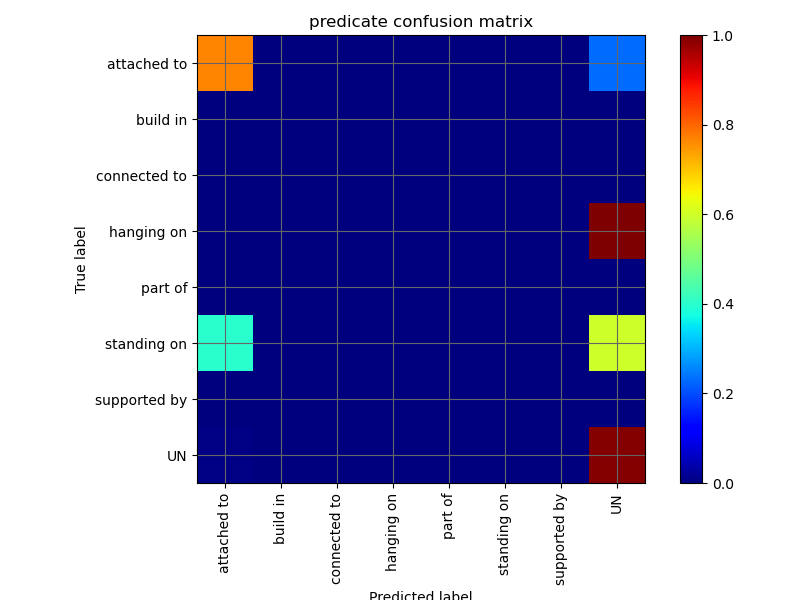 predicate confusion matrix
attached to
build in
connected to
hanging on
part of
standing on
supported by
UN
True label
attached to
build in
connected to
hanging on
part of
standing on
supported by
UN
Predicted label
1.0
0.8
0.6
0.4
0.2
0.0